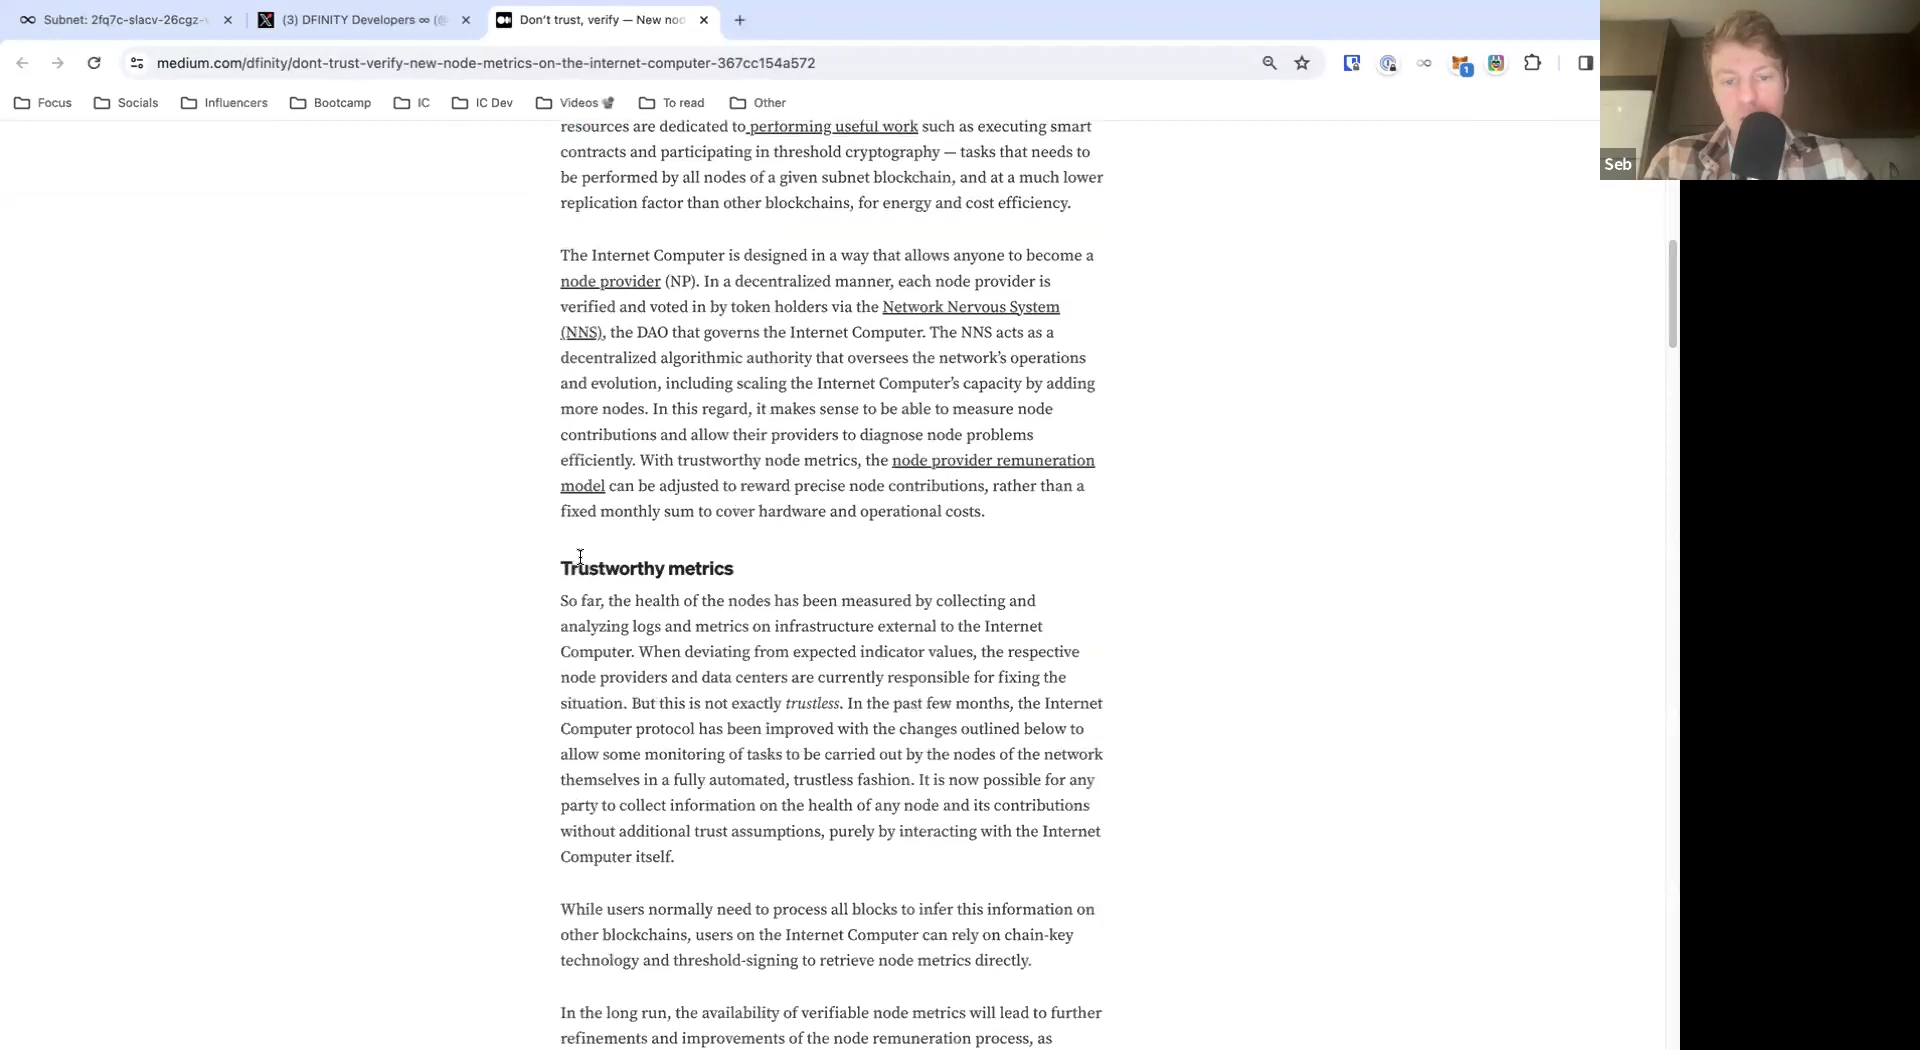 Subnet: 2fq7c-slacv-26cgz-
(3) DFINITY Developers ∞ (@
Don't trust, verify — New no
medium.com/dfinity/dont-trust-verify-new-node-metrics-on-the-internet-computer-367cc154a572
1
Focus
Socials
Influencers
Bootcamp
IC
IC Dev
Videos
To read
Other
Seb
resources are dedicated to performing useful work such as executing smart
contracts and participating in threshold cryptography — tasks that needs to
be performed by all nodes of a given subnet blockchain, and at a much lower
replication factor than other blockchains, for energy and cost efficiency.
The Internet Computer is designed in a way that allows anyone to become a
node provider (NP). In a decentralized manner, each node provider is
verified and voted in by token holders via the Network Nervous System
(NNS), the DAO that governs the Internet Computer. The NNS acts as a
decentralized algorithmic authority that oversees the network's operations
and evolution, including scaling the Internet Computer's capacity by adding
more nodes. In this regard, it makes sense to be able to measure node
contributions and allow their providers to diagnose node problems
efficiently. With trustworthy node metrics, the node provider remuneration
model can be adjusted to reward precise node contributions, rather than a
fixed monthly sum to cover hardware and operational costs.
Trustworthy metrics
So far, the health of the nodes has been measured by collecting and
analyzing logs and metrics on infrastructure external to the Internet
Computer. When deviating from expected indicator values, the respective
node providers and data centers are currently responsible for fixing the
situation. But this is not exactly trustless. In the past few months, the Internet
Computer protocol has been improved with the changes outlined below to
allow some monitoring of tasks to be carried out by the nodes of the network
themselves in a fully automated, trustless fashion. It is now possible for any
party to collect information on the health of any node and its contributions
without additional trust assumptions, purely by interacting with the Internet
Computer itself.
While users normally need to process all blocks to infer this information on
other blockchains, users on the Internet Computer can rely on chain-key
technology and threshold-signing to retrieve node metrics directly.
In the long run, the availability of verifiable node metrics will lead to further
refinements and improvements of the node remuneration process, as